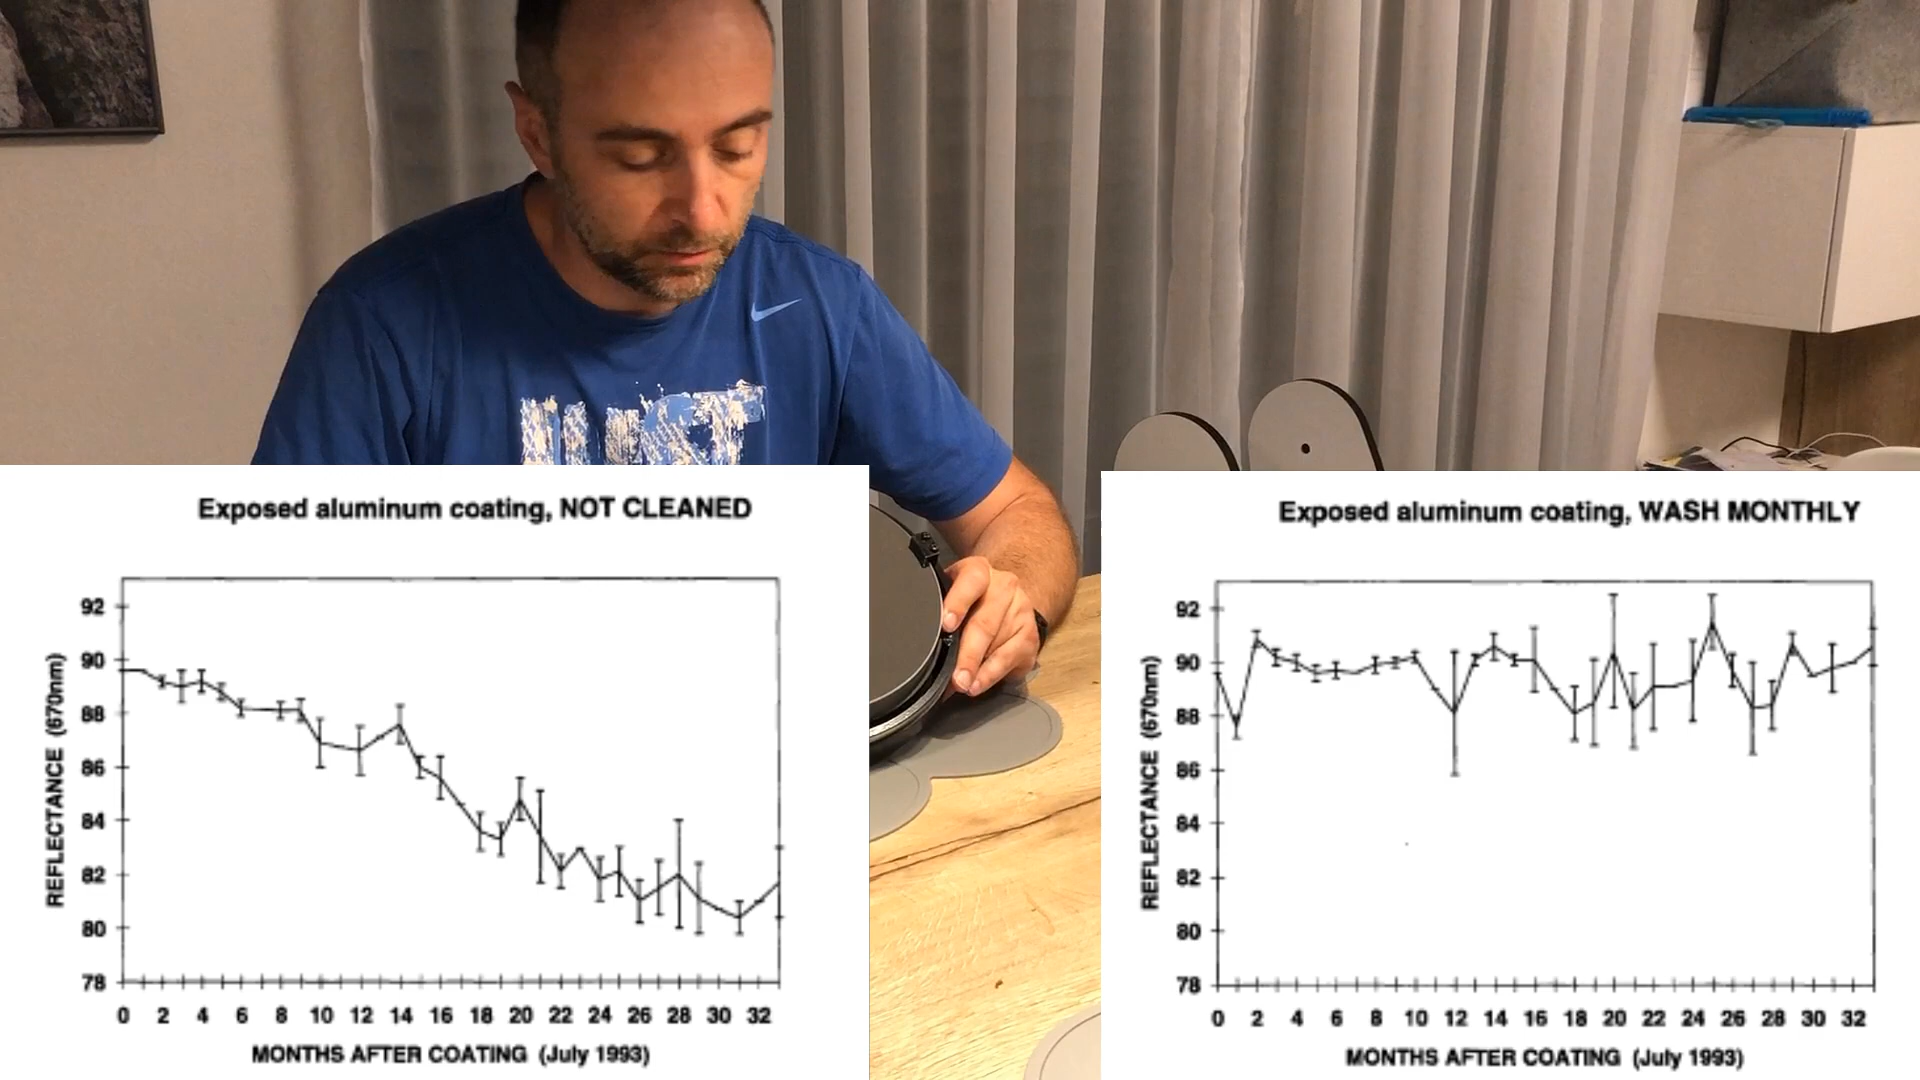 JUST
Exposed aluminum coating, NOT CLEANED
92
90
88
86
84
82
80
78
REFLECTANCE (670nm)
0 2 4 6 8 10 12 14 16 18 20 22 24 26 28 30 32
MONTHS AFTER COATING (July 1993)
Exposed aluminum coating, WASH MONTHLY
92
90
88
86
84
82
80
78
REFLECTANCE (670nm)
0 2 4 6 8 10 12 14 16 18 20 22 24 26 28 30 32
MONTHS AFTER COATING (July 1993)